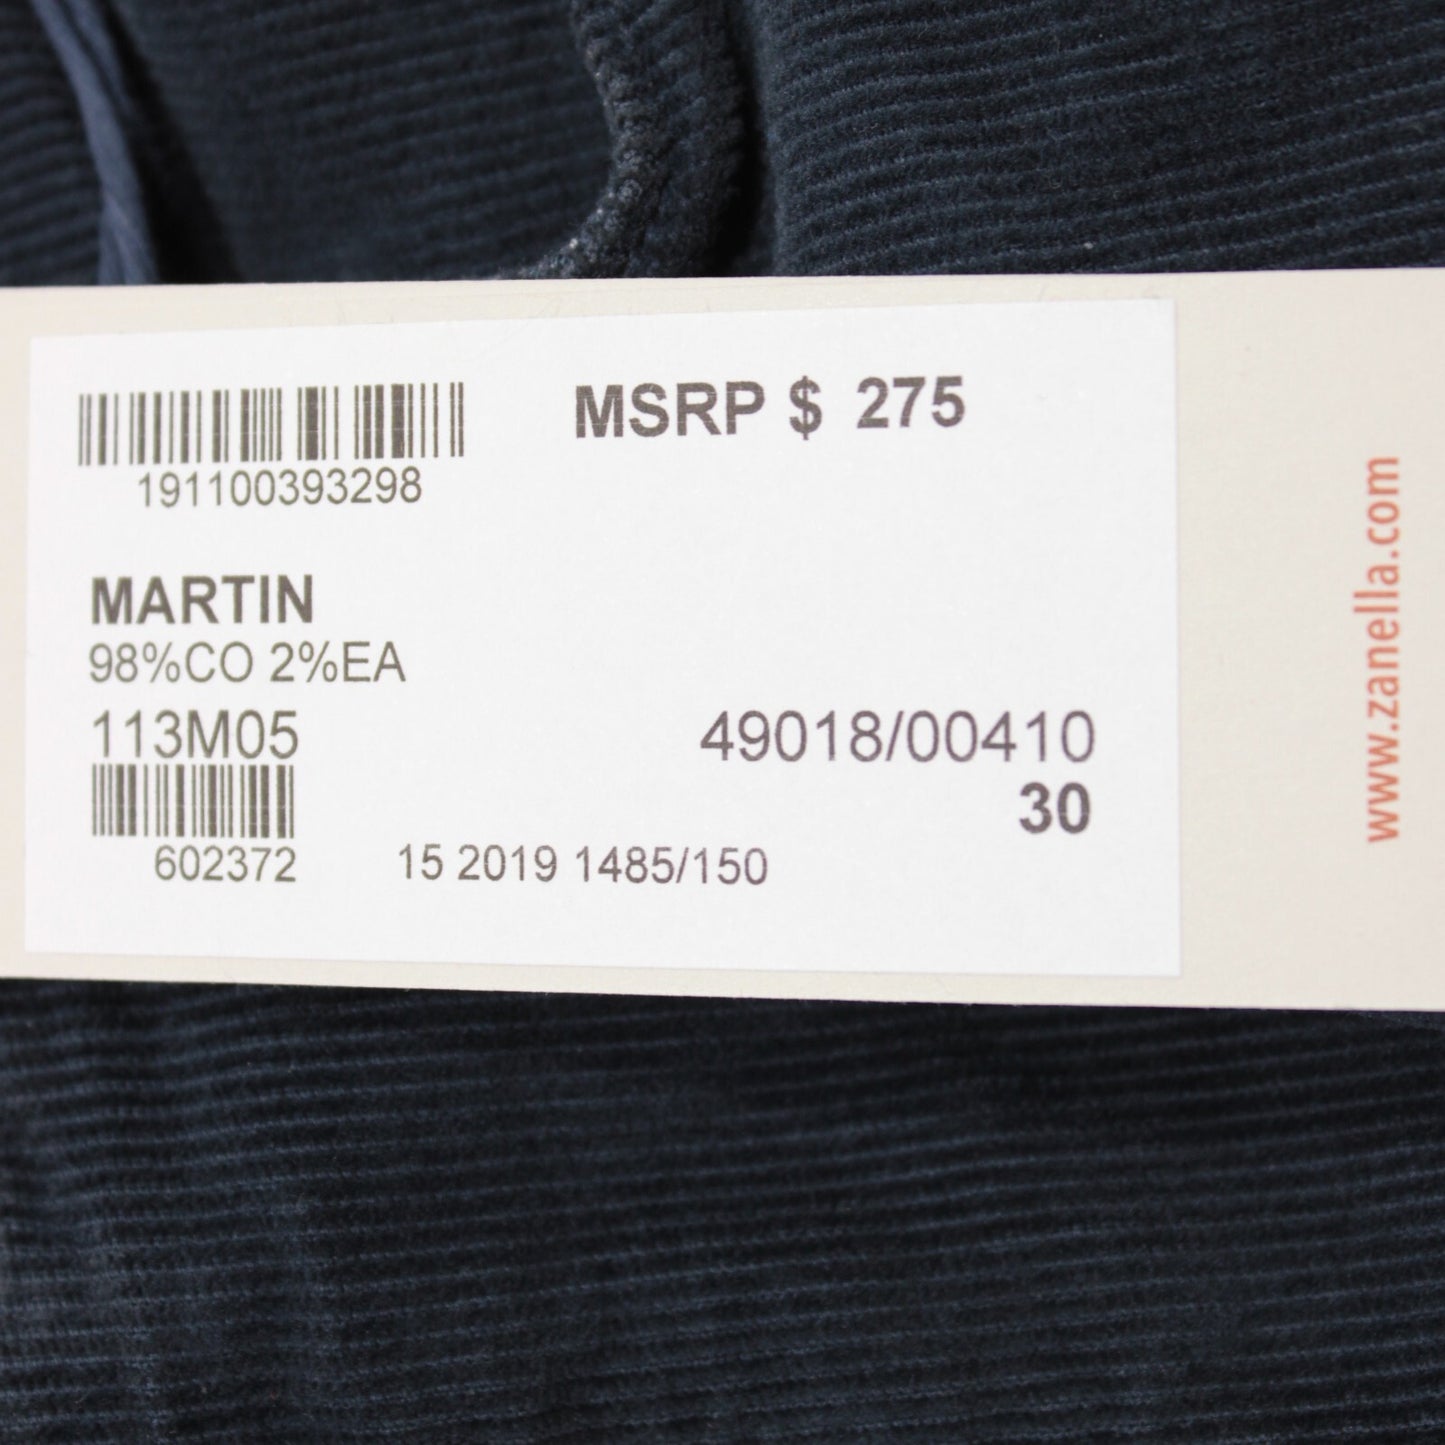 MSRP $ 275
191100393298
MARTIN
98%CO 2%EA
113M05
49018/00410
30
602372
15 2019 1485/150
www.zanella.com